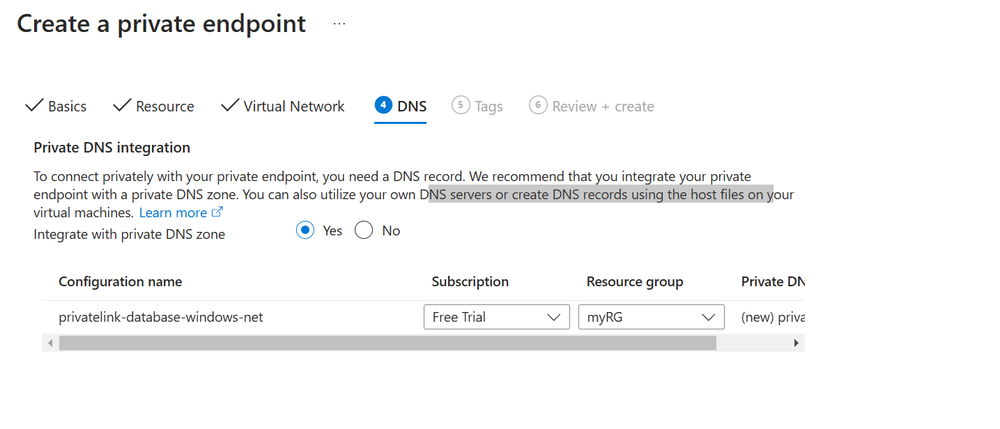 Create a private endpoint ...
Basics Resource Virtual Network 4 DNS 5 Tags 6 Review + create
Private DNS integration
To connect privately with your private endpoint, you need a DNS record. We recommend that you integrate your private
endpoint with a private DNS zone. You can also utilize your own DNS servers or create DNS records using the host files on your
virtual machines. Learn more
Integrate with private DNS zone Yes No
Configuration name Subscription Resource group Private DN
privatelink-database-windows-net Free Trial myRG (new) priva